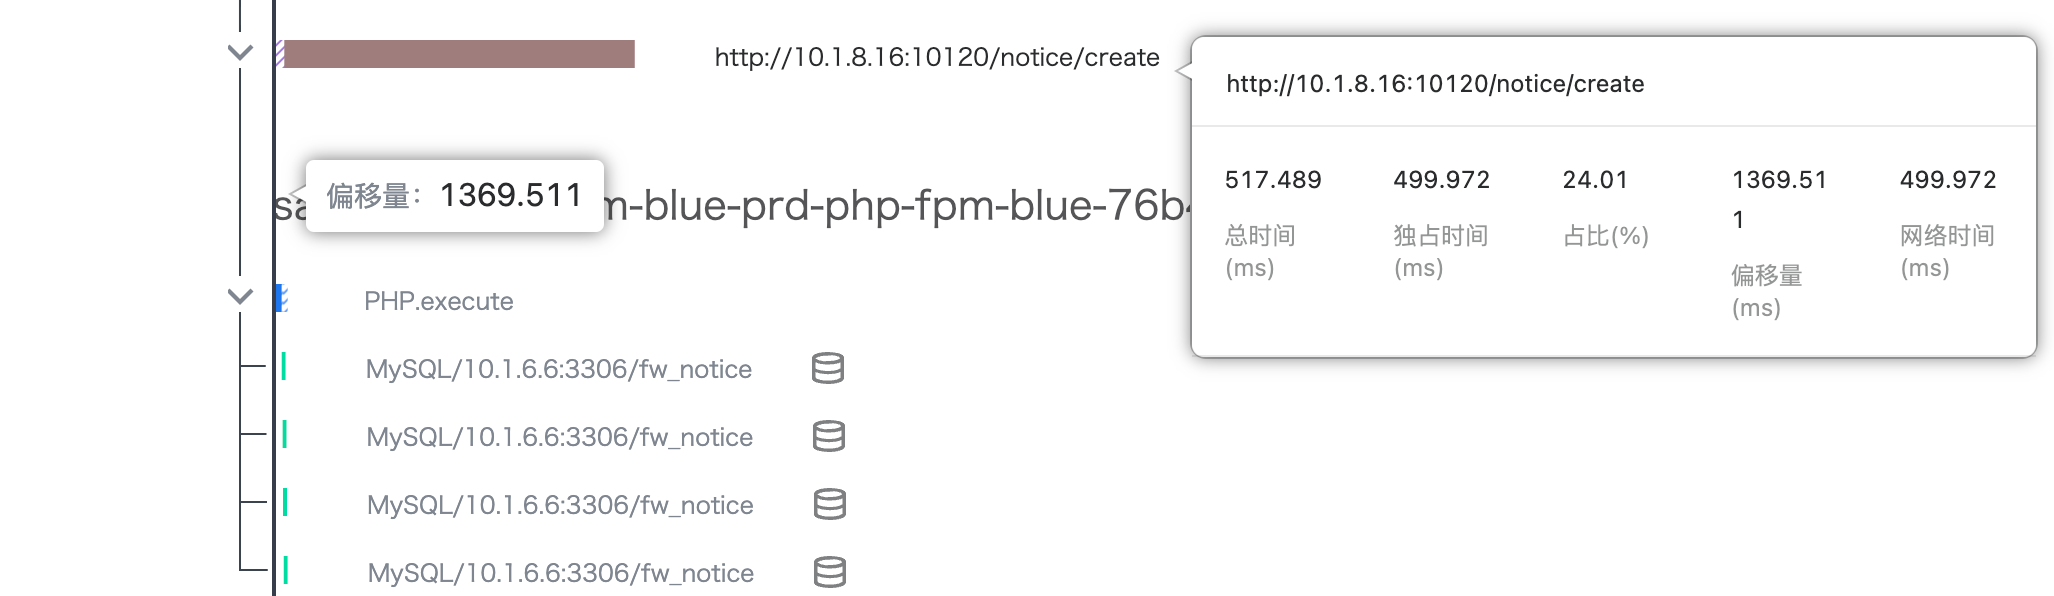 http://10.1.8.16:10120/notice/create
http://10.1.8.16:10120/notice/create
517.489
总时间
(ms)
499.972
独占时间
(ms)
24.01
占比(%)
1369.51
1
偏移量
(ms)
499.972
网络时间
(ms)
偏移量： 1369.511
m-blue-prd-php-fpm-blue-76b4
PHP.execute
MySQL/10.1.6.6:3306/fw_notice
MySQL/10.1.6.6:3306/fw_notice
MySQL/10.1.6.6:3306/fw_notice
MySQL/10.1.6.6:3306/fw_notice